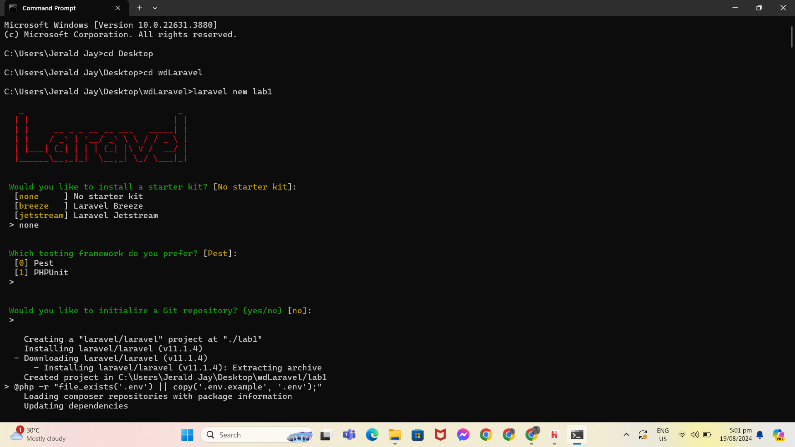 Command Prompt
Microsoft Windows [Version 10.0.22631.3880]
(c) Microsoft Corporation. All rights reserved.
C:\Users\Jerald Jay>cd Desktop
C:\Users\Jerald Jay\Desktop>cd wdLaravel
C:\Users\Jerald Jay\Desktop\wdLaravel>laravel new lab1
Laravel
Would you like to install a starter kit? [No starter kit]:
[none     ] No starter kit
[breeze   ] Laravel Breeze
[jetstream] Laravel Jetstream
> none
Which testing framework do you prefer? [Pest]:
[0] Pest
[1] PHPUnit
>
Would you like to initialize a Git repository? (yes/no) [no]:
>
Creating a "laravel/laravel" project at "./lab1"
Installing laravel/laravel (v11.1.4)
- Downloading laravel/laravel (v11.1.4)
- Installing laravel/laravel (v11.1.4): Extracting archive
Created project in C:\Users\Jerald Jay\Desktop\wdLaravel/lab1
> @php -r "file_exists('.env') || copy('.env.example', '.env');"
Loading composer repositories with package information
Updating dependencies
1
30°C
Mostly cloudy
Search
ENG
US
5:01 pm
19/08/2024